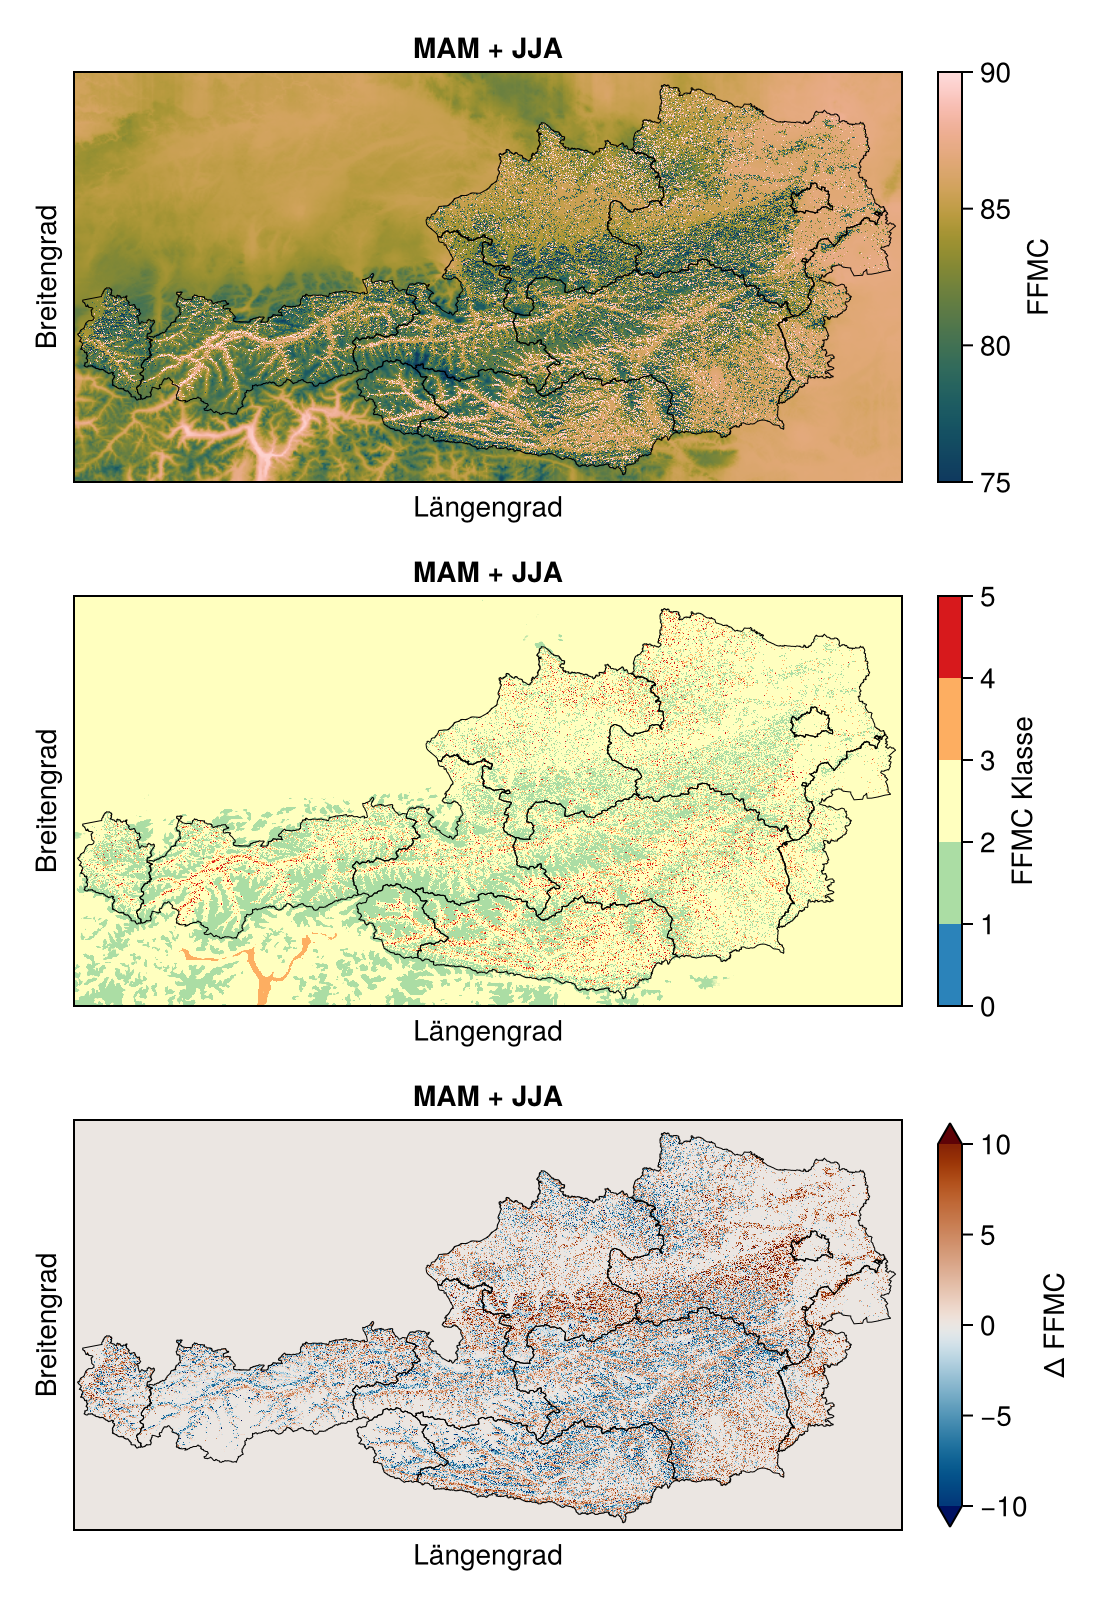 MAM + JJA
Breitengrad
Längengrad
90
85
80
75
FFMC
MAM + JJA
Breitengrad
Längengrad
5
4
3
2
1
0
FFMC Klasse
MAM + JJA
Breitengrad
Längengrad
10
5
0
−5
−10
Δ FFMC